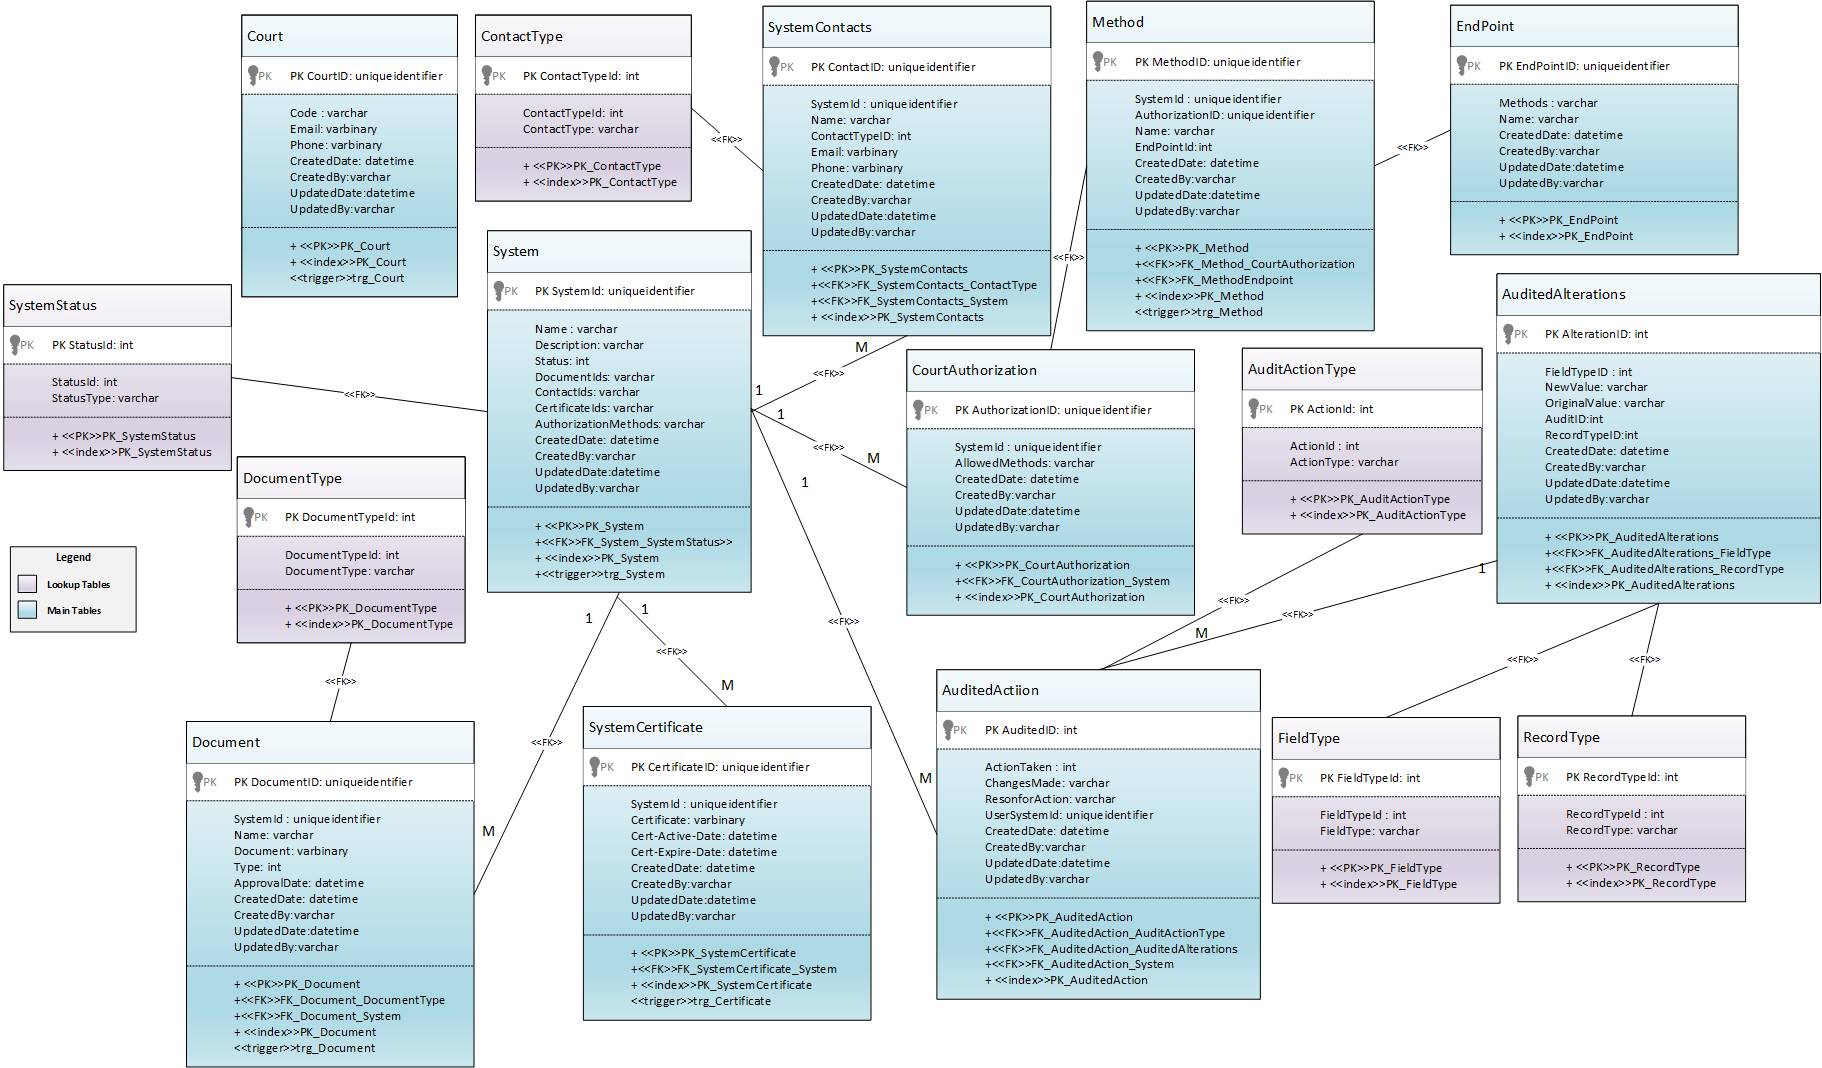 Court
PK
PK CourtID: uniqueidentifier
Code : varchar
Email: varbinary
Phone: varbinary
CreatedDate: datetime
CreatedBy:varchar
UpdatedDate:datetime
UpdatedBy:varchar
+ <<PK>>PK_Court
+ <<index>>PK_Court
<<trigger>>trg_Court
ContactType
PK
PK ContactTypeId: int
ContactTypeId: int
ContactType: varchar
+ <<PK>>PK_ContactType
+ <<index>>PK_ContactType
<<FK>>
SystemContacts
PK
PK ContactID: uniqueidentifier
SystemId : uniqueidentifier
Name: varchar
ContactTypeID: int
Email: varbinary
Phone: varbinary
CreatedDate: datetime
CreatedBy:varchar
UpdatedDate:datetime
UpdatedBy:varchar
+ <<PK>>PK_SystemContacts
+<<FK>>FK_SystemContacts_ContactType
+<<FK>>FK_SystemContacts_System
+ <<index>>PK_SystemContacts
Method
PK
PK MethodID: uniqueidentifier
SystemId : uniqueidentifier
AuthorizationID: uniqueidentifier
Name: varchar
EndPointId:int
CreatedDate: datetime
CreatedBy:varchar
UpdatedDate:datetime
UpdatedBy:varchar
+ <<PK>>PK_Method
+<<FK>>FK_Method_CourtAuthorization
+<<FK>>FK_MethodEndpoint
+ <<index>>PK_Method
<<trigger>>trg_Method
<<FK>>
<<FK>>
EndPoint
PK
PK EndPointID: uniqueidentifier
Methods : varchar
Name: varchar
CreatedDate: datetime
CreatedBy:varchar
UpdatedDate:datetime
UpdatedBy:varchar
+ <<PK>>PK_EndPoint
+ <<index>>PK_EndPoint
SystemStatus
PK
PK StatusId: int
StatusId: int
StatusType: varchar
+ <<PK>>PK_SystemStatus
+ <<index>>PK_SystemStatus
<<FK>>
System
PK
PK SystemId: uniqueidentifier
Name : varchar
Description: varchar
Status: int
DocumentIds: varchar
ContactIds: varchar
CertificateIds: varchar
AuthorizationMethods: varchar
CreatedDate: datetime
CreatedBy:varchar
UpdatedDate:datetime
UpdatedBy:varchar
+ <<PK>>PK_System
+<<FK>>FK_System_SystemStatus>>
+ <<index>>PK_System
+<<trigger>>trg_System
M
<<FK>>
1
1
<<FK>>
M
1
<<FK>>
M
CourtAuthorization
PK
PK AuthorizationID: uniqueidentifier
SystemId : uniqueidentifier
AllowedMethods: varchar
CreatedDate: datetime
CreatedBy:varchar
UpdatedDate:datetime
UpdatedBy:varchar
+ <<PK>>PK_CourtAuthorization
+<<FK>>FK_CourtAuthorization_System
+ <<index>>PK_CourtAuthorization
AuditActionType
PK
PK ActionId: int
ActionId : int
ActionType: varchar
+ <<PK>>PK_AuditActionType
+ <<index>>PK_AuditActionType
AuditedAlterations
PK
PK AlterationID: int
FieldTypeID : int
NewValue: varchar
OriginalValue: varchar
AuditID:int
RecordTypeID:int
CreatedDate: datetime
CreatedBy:varchar
UpdatedDate:datetime
UpdatedBy:varchar
+ <<PK>>PK_AuditedAlterations
+<<FK>>FK_AuditedAlterations_FieldType
+<<FK>>FK_AuditedAlterations_RecordType
+ <<index>>PK_AuditedAlterations
1
<<FK>>
<<FK>>
M
<<FK>>
<<FK>>
DocumentType
PK
PK DocumentTypeId: int
DocumentTypeId: int
DocumentType: varchar
+ <<PK>>PK_DocumentType
+ <<index>>PK_DocumentType
<<FK>>
Legend
Lookup Tables
Main Tables
1
1
<<FK>>
M
<<FK>>
M
Document
PK
PK DocumentID: uniqueidentifier
SystemId : uniqueidentifier
Name: varchar
Document: varbinary
Type: int
ApprovalDate: datetime
CreatedDate: datetime
CreatedBy:varchar
UpdatedDate:datetime
UpdatedBy:varchar
+ <<PK>>PK_Document
+<<FK>>FK_Document_DocumentType
+<<FK>>FK_Document_System
+ <<index>>PK_Document
<<trigger>>trg_Document
SystemCertificate
PK
PK CertificateID: uniqueidentifier
SystemId : uniqueidentifier
Certificate: varbinary
Cert-Active-Date: datetime
Cert-Expire-Date: datetime
CreatedDate: datetime
CreatedBy:varchar
UpdatedDate:datetime
UpdatedBy:varchar
+ <<PK>>PK_SystemCertificate
+<<FK>>FK_SystemCertificate_System
+ <<index>>PK_SystemCertificate
<<trigger>>trg_Certificate
AuditedActiion
PK
PK AuditedID: int
ActionTaken : int
ChangesMade: varchar
ResonforAction: varchar
UserSystemId: uniqueidentifier
CreatedDate: datetime
CreatedBy:varchar
UpdatedDate:datetime
UpdatedBy:varchar
+ <<PK>>PK_AuditedAction
+<<FK>>FK_AuditedAction_AuditActionType
+<<FK>>FK_AuditedAction_AuditedAlterations
+<<FK>>FK_AuditedAction_System
+ <<index>>PK_AuditedAction
FieldType
PK
PK FieldTypeId: int
FieldTypeId : int
FieldType: varchar
+ <<PK>>PK_FieldType
+ <<index>>PK_FieldType
RecordType
PK
PK RecordTypeId: int
RecordTypeId : int
RecordType: varchar
+ <<PK>>PK_RecordType
+ <<index>>PK_RecordType